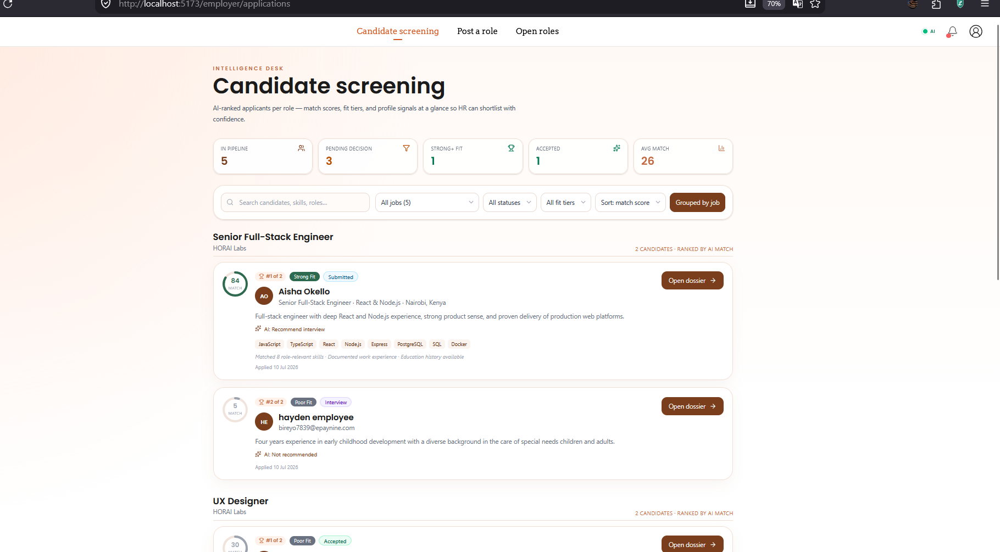 http://localhost:5173/employer/applications
70%
Candidate screening
Post a role
Open roles
AI
INTELLIGENCE DESK
Candidate screening
AI-ranked applicants per role — match scores, fit tiers, and profile signals at a glance so HR can shortlist with
confidence.
IN PIPELINE
5
PENDING DECISION
3
STRONG+ FIT
1
ACCEPTED
1
AVG MATCH
26
Search candidates, skills, roles...
All jobs (5)
All statuses
All fit tiers
Sort: match score
Grouped by job
Senior Full-Stack Engineer
HORAI Labs
2 CANDIDATES · RANKED BY AI MATCH
84
MATCH
#1 of 2
Strong Fit
Submitted
Open dossier
AO
Aisha Okello
Senior Full-Stack Engineer · React & Node.js · Nairobi, Kenya
Full-stack engineer with deep React and Node.js experience, strong product sense, and proven delivery of production web platforms.
AI: Recommend interview
JavaScript
TypeScript
React
Node.js
Express
PostgreSQL
SQL
Docker
Matched 8 role-relevant skills · Documented work experience · Education history available
Applied 10 Jul 2026
5
MATCH
#2 of 2
Poor Fit
Interview
Open dossier
HE
hayden employee
bireyo7839@epaynine.com
Four years experience in early childhood development with a diverse background in the care of special needs children and adults.
AI: Not recommended
Applied 10 Jul 2026
UX Designer
HORAI Labs
2 CANDIDATES · RANKED BY AI MATCH
30
MATCH
#1 of 2
Poor Fit
Accepted
Open dossier